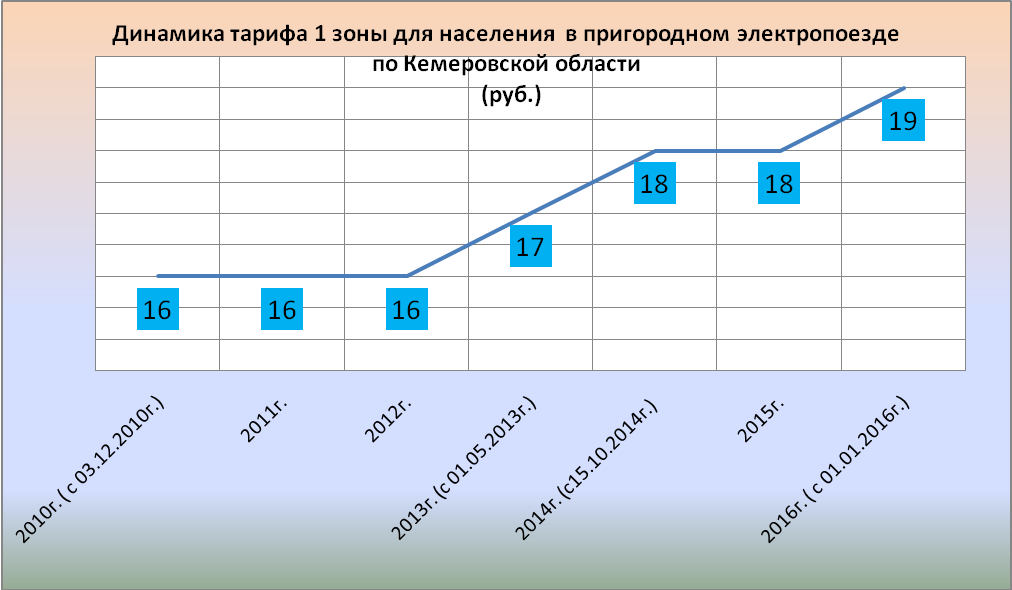 Динамика тарифа 1 зоны для населения в пригородном электропоезде
по Кемеровской области
(руб.)
16
16
16
17
18
18
19
2010г. ( с 03.12.2010г.)
2011г.
2012г.
2013г. (с 01.05.2013г.)
2014г. (с15.10.2014г.)
2015г.
2016г. ( с 01.01.2016г.)